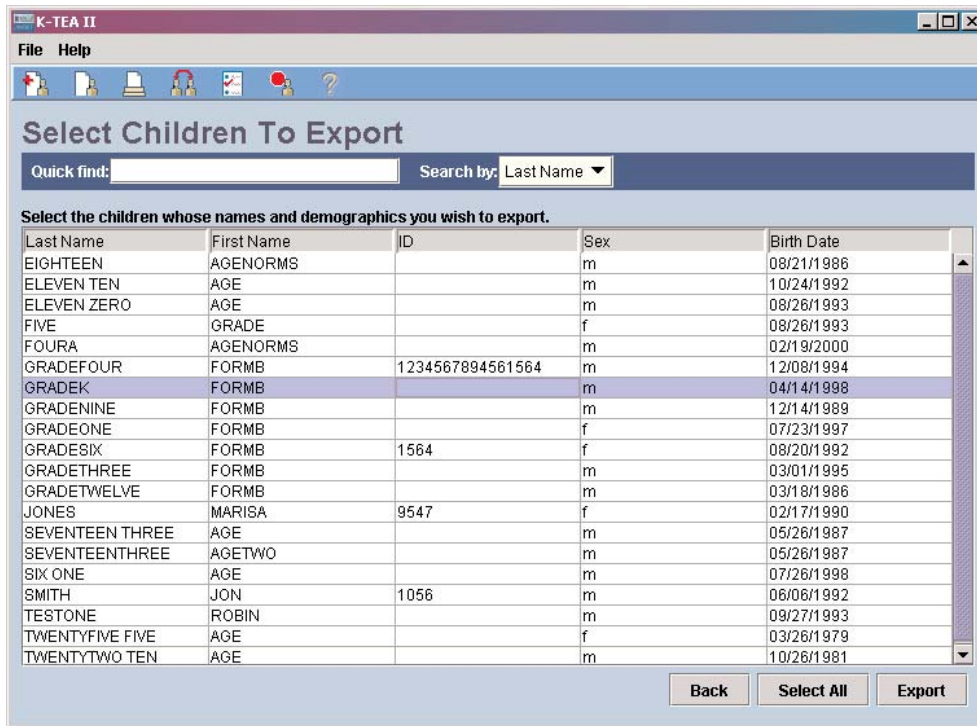 K-TEA II
File Help
Select Children To Export
Quick find: Search by: Last Name
Select the children whose names and demographics you wish to export.
Last Name First Name ID Sex Birth Date
EIGHTEEN AGENORMS m 08/21/1986
ELEVEN TEN AGE m 10/24/1992
ELEVEN ZERO AGE m 08/26/1993
FIVE GRADE f 08/26/1993
FOURA AGENORMS m 02/19/2000
GRADEFOUR FORMB 1234567894561564 m 12/08/1994
GRADEK FORMB m 04/14/1998
GRADENINE FORMB m 12/14/1989
GRADEONE FORMB f 07/23/1997
GRADESIX FORMB 1564 f 08/20/1992
GRADETHREE FORMB m 03/01/1995
GRADETWELVE FORMB m 03/18/1986
JONES MARISA 9547 f 02/17/1990
SEVENTEEN THREE AGE m 05/26/1987
SEVENTEENTHREE AGETWO m 05/26/1987
SIX ONE AGE m 07/26/1998
SMITH JON 1056 m 06/06/1992
TESTONE ROBIN m 09/27/1993
TWENTYFIVE FIVE AGE f 03/26/1979
TWENTYTWO TEN AGE m 10/26/1981
Back Select All Export